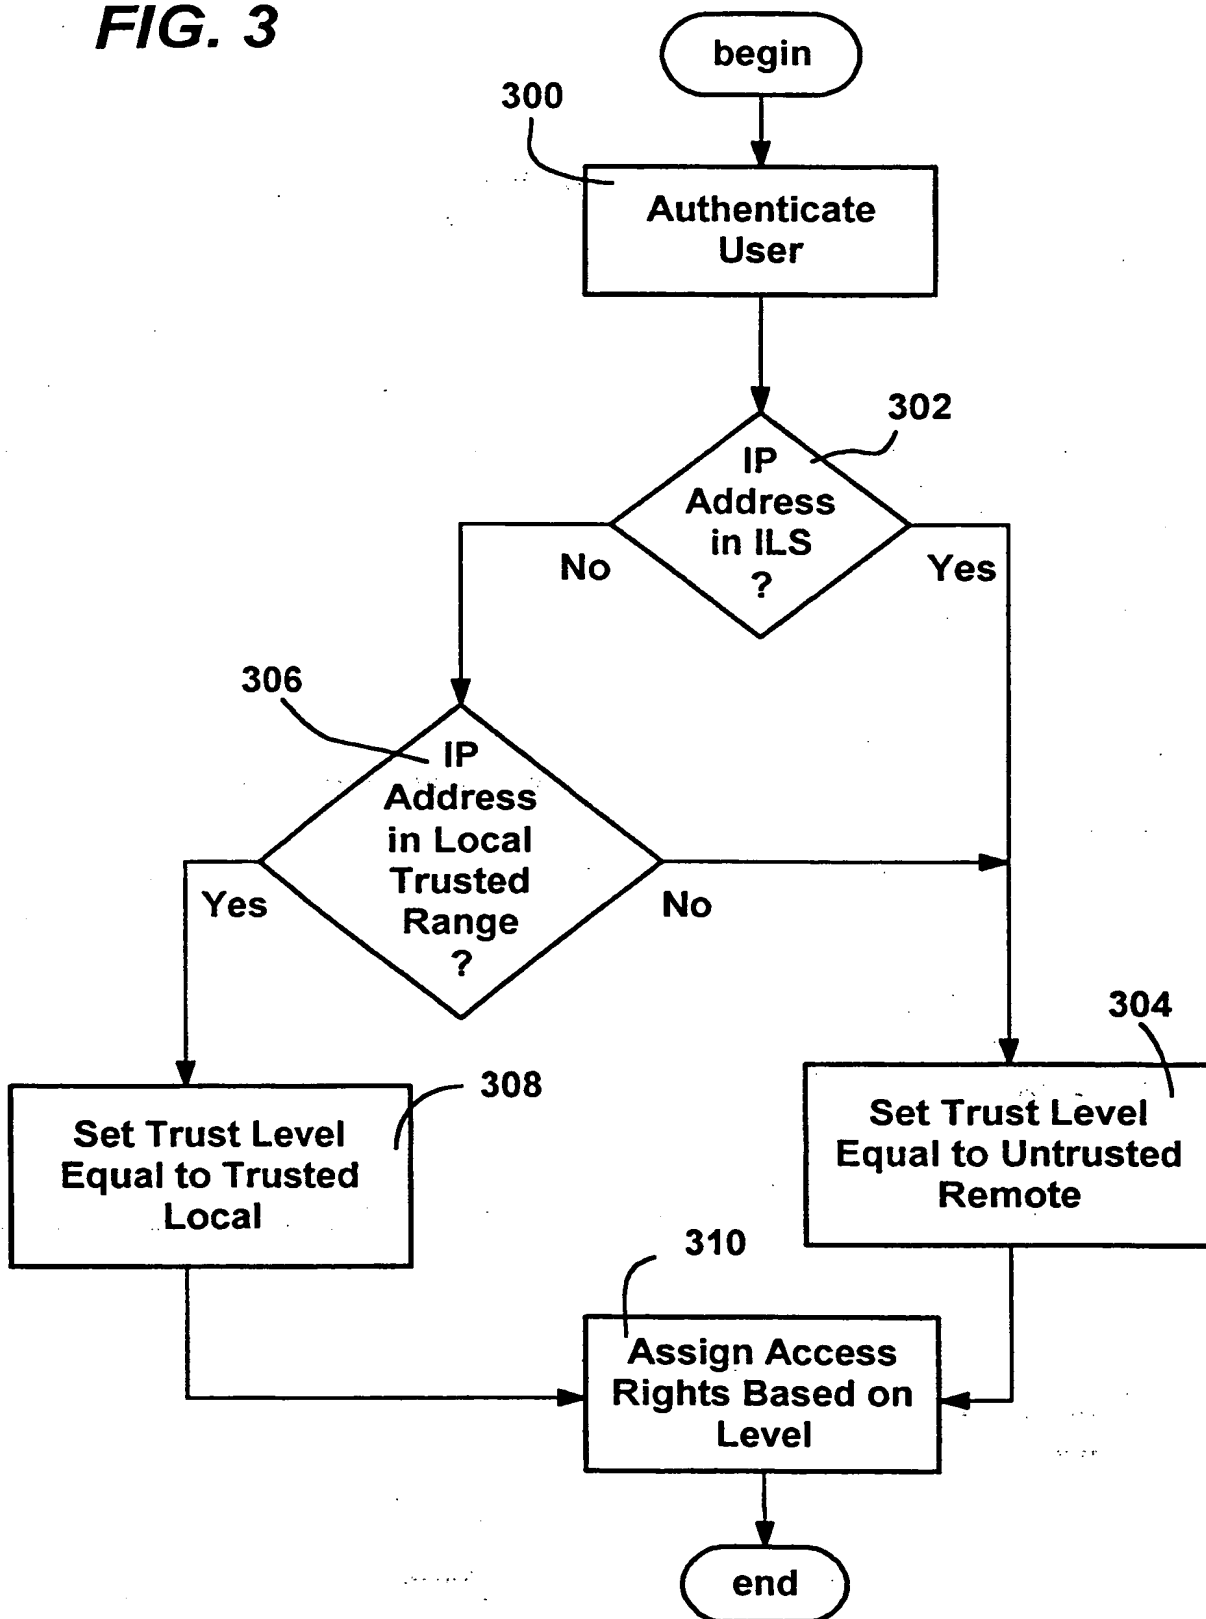 FIG. 3
begin
300
Authenticate
User
302
IP
Address
in ILS
?
No
Yes
306
IP
Address
in Local
Trusted
Range
?
Yes
No
304
308
Set Trust Level
Equal to Trusted
Local
Set Trust Level
Equal to Untrusted
Remote
310
Assign Access
Rights Based on
Level
end